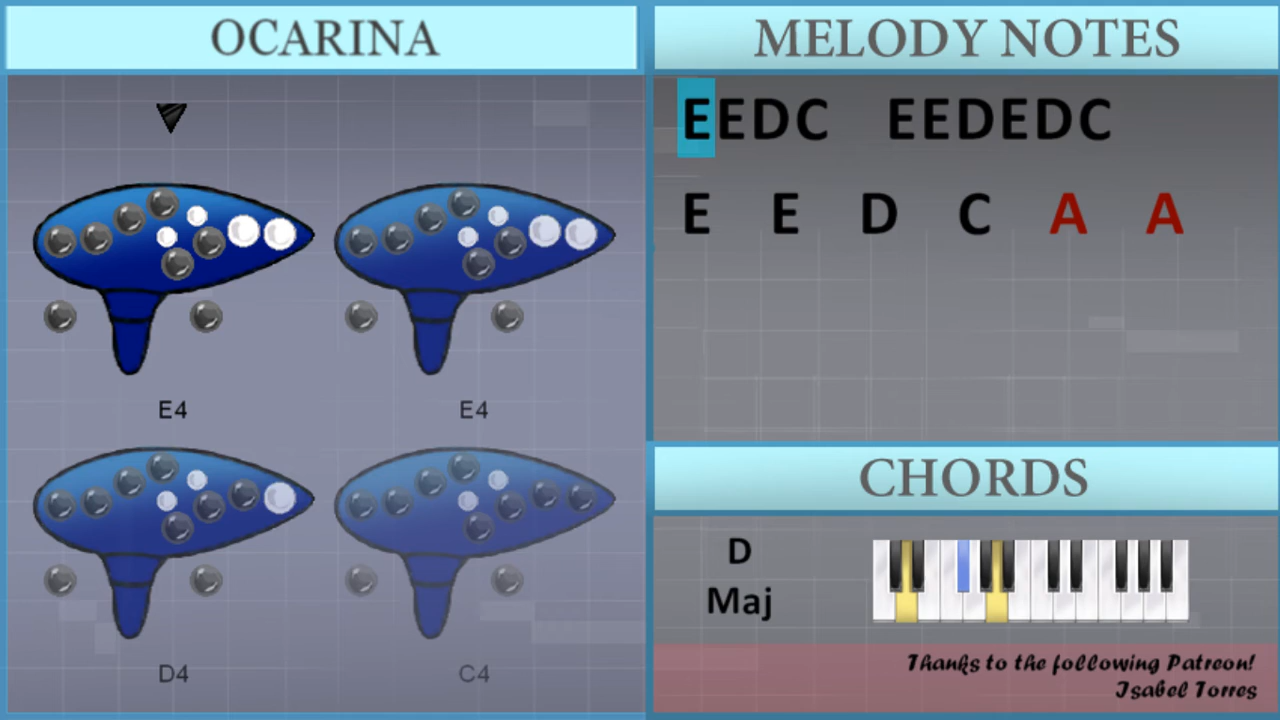 OCARINA
E4
E4
D4
C4
MELODY NOTES
EEDC EEDEDC
E E D C A A
CHORDS
D
Maj
Thanks to the following Patreon!
Isabel Torres